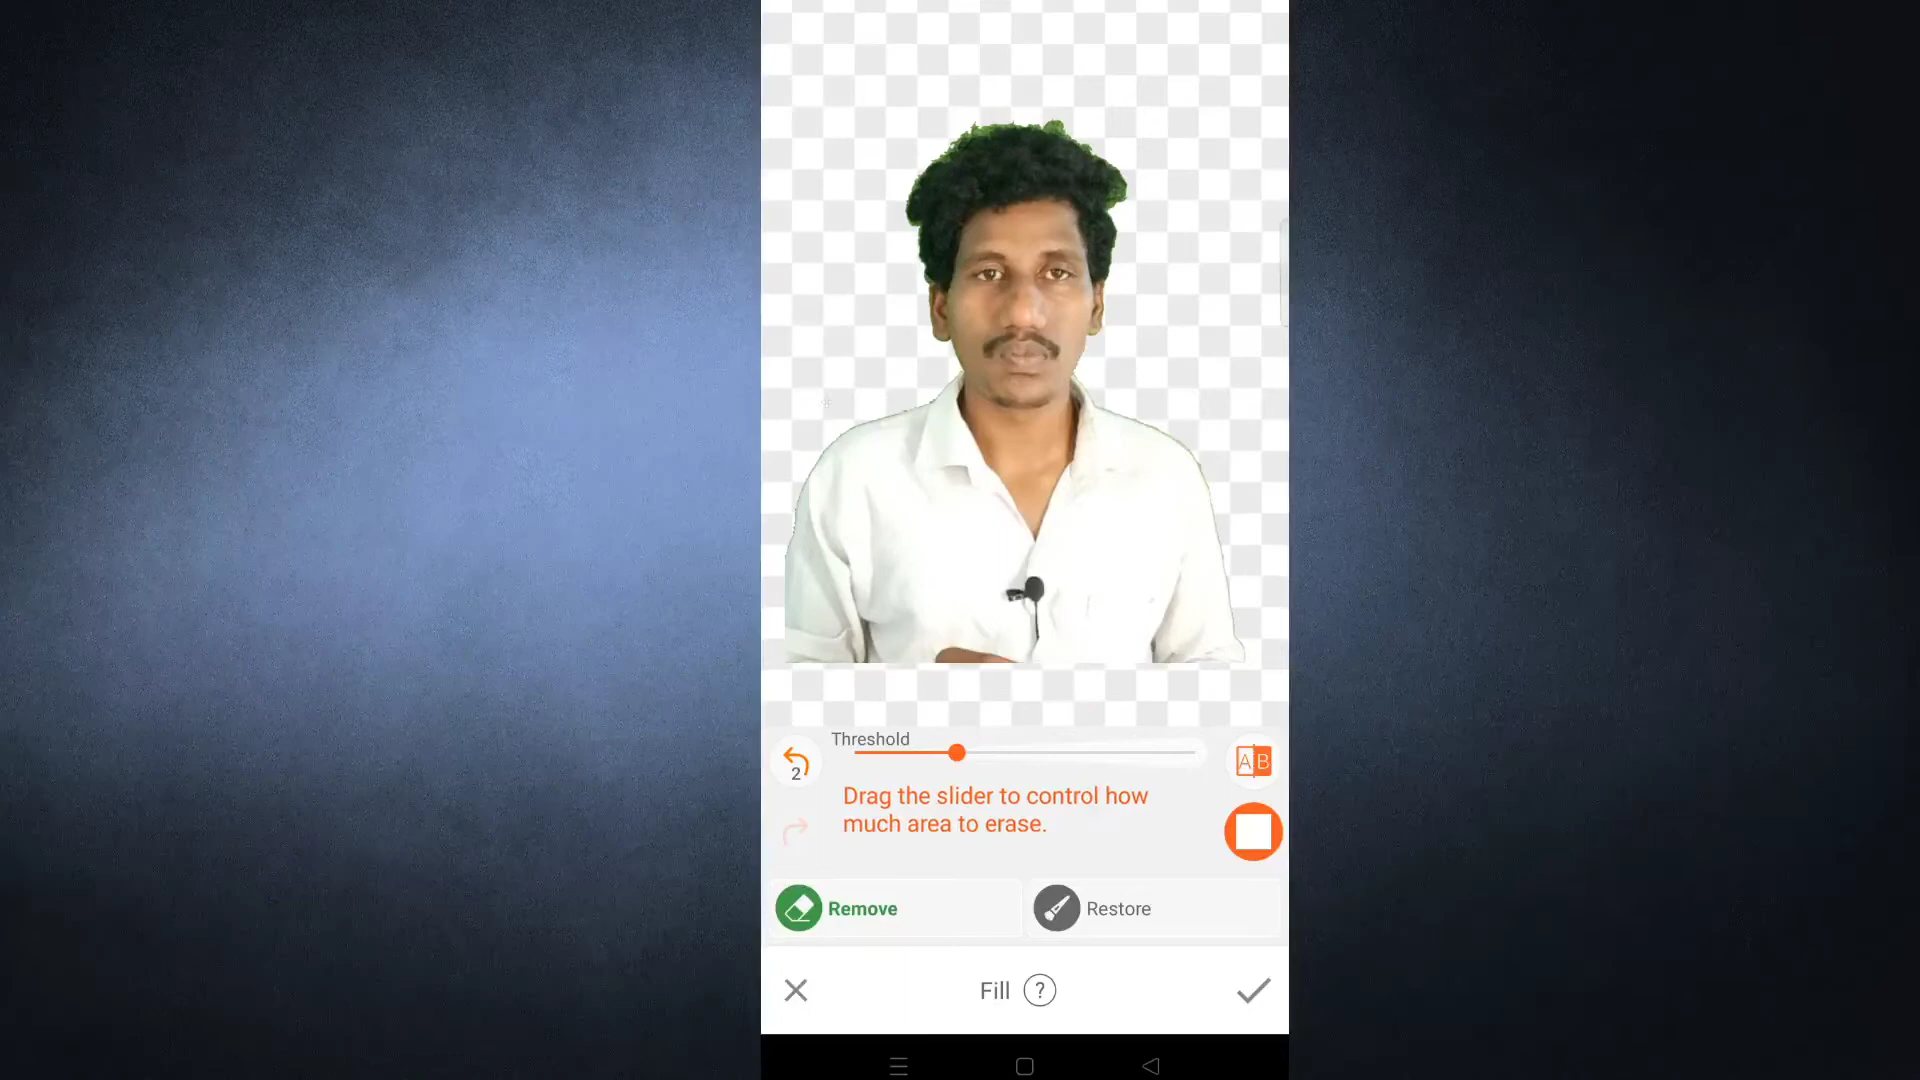 Threshold
2
AB
Drag the slider to control how
much area to erase.
Remove
Restore
Fill ?